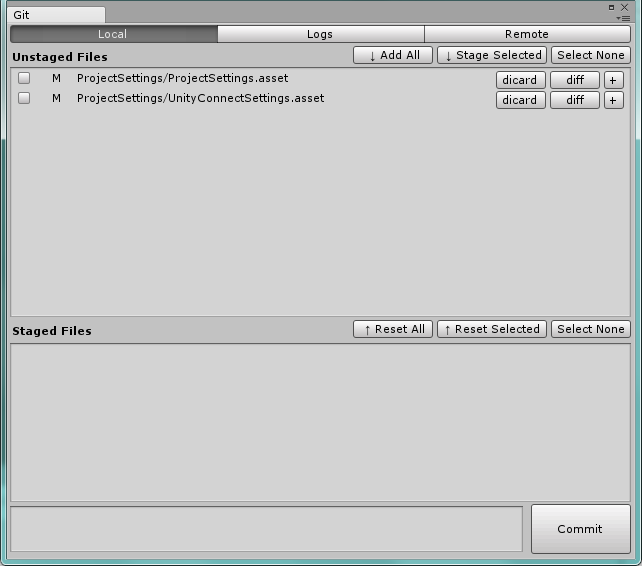 Git
Local Logs Remote
Unstaged Files ↓ Add All ↓ Stage Selected Select None
M ProjectSettings/ProjectSettings.asset dicard diff +
M ProjectSettings/UnityConnectSettings.asset dicard diff +
Staged Files ↑ Reset All ↑ Reset Selected Select None
Commit